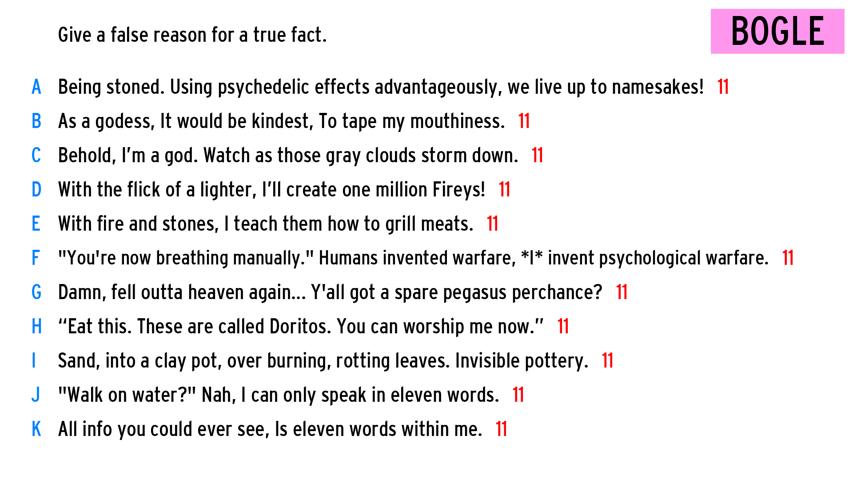 Give a false reason for a true fact.
BOGLE
A Being stoned. Using psychedelic effects advantageously, we live up to namesakes! 11
B As a godess, It would be kindest, To tape my mouthiness. 11
C Behold, I'm a god. Watch as those gray clouds storm down. 11
D With the flick of a lighter, I'll create one million Fireys! 11
E With fire and stones, I teach them how to grill meats. 11
F "You're now breathing manually." Humans invented warfare, *I* invent psychological warfare. 11
G Damn, fell outta heaven again... Y'all got a spare pegasus perchance? 11
H “Eat this. These are called Doritos. You can worship me now.” 11
I Sand, into a clay pot, over burning, rotting leaves. Invisible pottery. 11
J "Walk on water?" Nah, I can only speak in eleven words. 11
K All info you could ever see, Is eleven words within me. 11